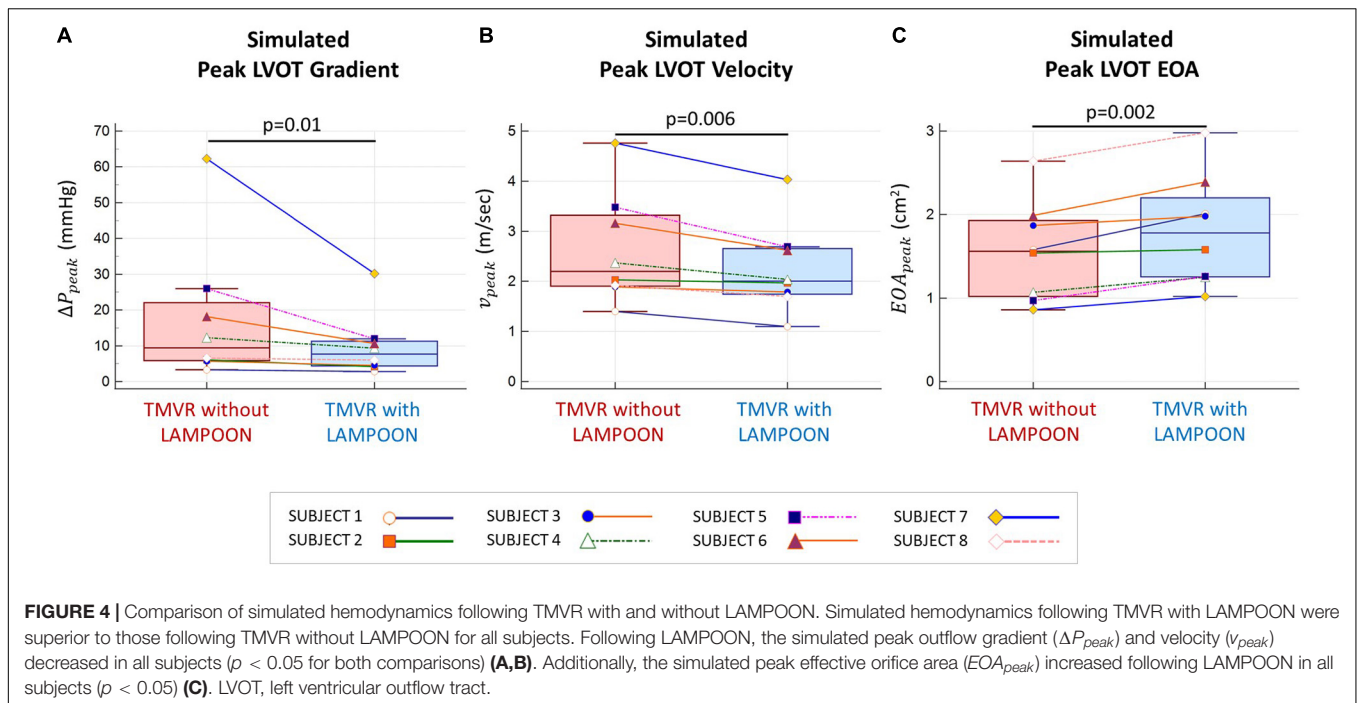 A
Simulated
Peak LVOT Gradient
p=0.01
70
60
50
40
30
20
10
0
ΔP_peak (mmHg)
TMVR without
LAMPOON
TMVR with
LAMPOON
B
Simulated
Peak LVOT Velocity
p=0.006
5
4
3
2
1
0
v_peak (m/sec)
TMVR without
LAMPOON
TMVR with
LAMPOON
C
Simulated
Peak LVOT EOA
p=0.002
3
2
1
0
EOA_peak (cm²)
TMVR without
LAMPOON
TMVR with
LAMPOON
SUBJECT 1 SUBJECT 3 SUBJECT 5 SUBJECT 7
SUBJECT 2 SUBJECT 4 SUBJECT 6 SUBJECT 8
FIGURE 4 | Comparison of simulated hemodynamics following TMVR with and without LAMPOON. Simulated hemodynamics following TMVR with LAMPOON were
superior to those following TMVR without LAMPOON for all subjects. Following LAMPOON, the simulated peak outflow gradient (ΔP_peak) and velocity (v_peak)
decreased in all subjects (p < 0.05 for both comparisons) (A,B). Additionally, the simulated peak effective orifice area (EOA_peak) increased following LAMPOON in all
subjects (p < 0.05) (C). LVOT, left ventricular outflow tract.